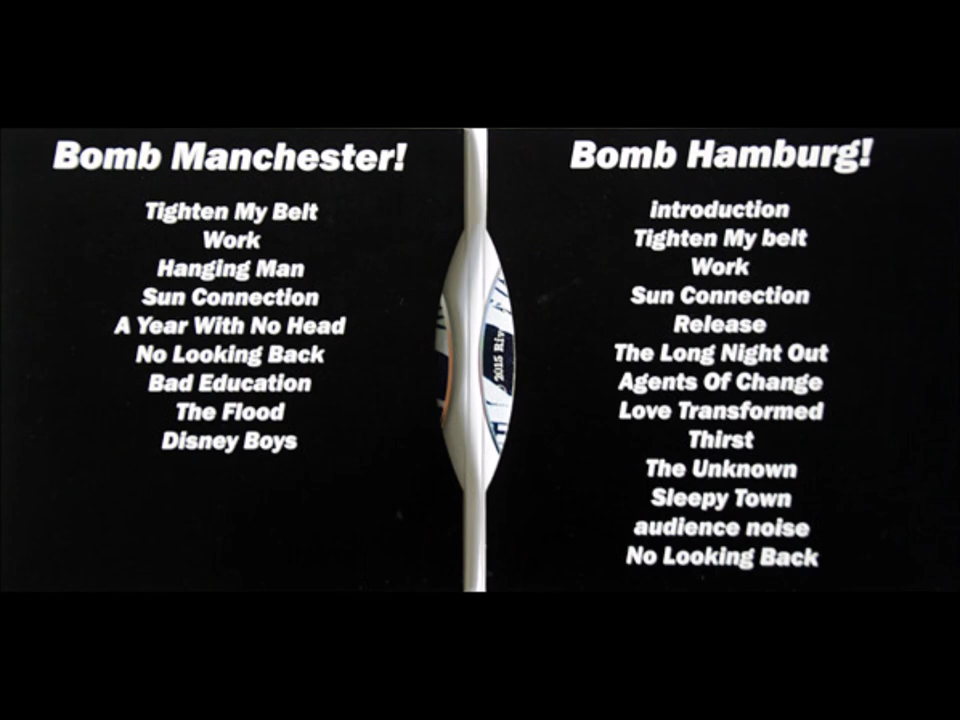 Bomb Manchester!
Tighten My Belt
Work
Hanging Man
Sun Connection
A Year With No Head
No Looking Back
Bad Education
The Flood
Disney Boys
2015
Bomb Hamburg!
introduction
Tighten My belt
Work
Sun Connection
Release
The Long Night Out
Agents Of Change
Love Transformed
Thirst
The Unknown
Sleepy Town
audience noise
No Looking Back